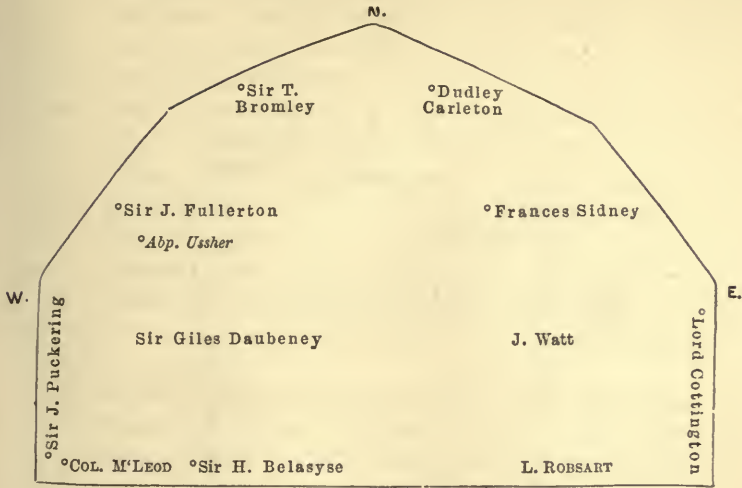 N.
°Sir T.
Bromley
°Dudley
Carleton
°Sir J. Fullerton
°Frances Sidney
°Abp. Ussher
W.
E.
°Sir J. Puckering
Sir Giles Daubeney
J. Watt
°Lord Cottington
°COL. M‘LEOD
°Sir H. Belasyse
L. ROBSART